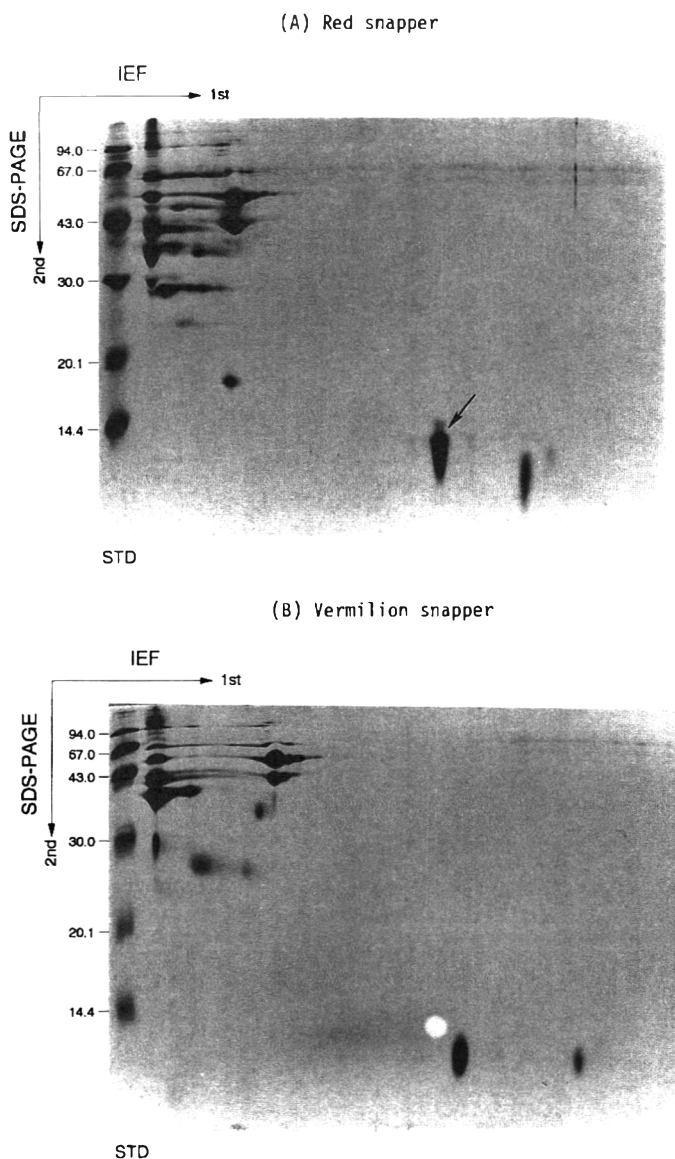 (A) Red snapper
IEF
1st
SDS-PAGE
2nd
94.0
67.0
43.0
30.0
20.1
14.4
STD
(B) Vermilion snapper
IEF
1st
SDS-PAGE
2nd
94.0
67.0
43.0
30.0
20.1
14.4
STD